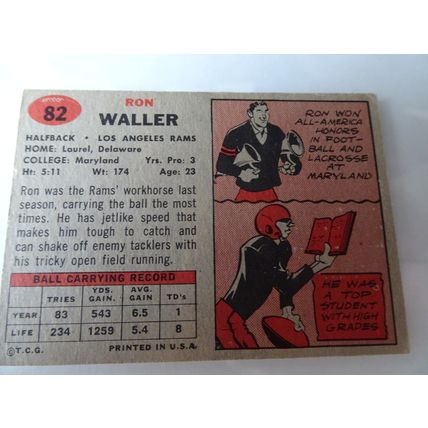 82
RON
WALLER
HALFBACK • LOS ANGELES RAMS
HOME: Laurel, Delaware
COLLEGE: Maryland Yrs. Pro: 3
Ht: 5:11 Wt: 174 Age: 23
Ron was the Rams' workhorse last
season, carrying the ball the most
times. He has jetlike speed that
makes him tough to catch and
can shake off enemy tacklers with
his tricky open field running.
BALL CARRYING RECORD
TRIES YDS. GAIN. AVG. GAIN TD's
YEAR 83 543 6.5 1
LIFE 234 1259 5.4 8
©T.C.G. PRINTED IN U.S.A.
RON WON
ALL-AMERICA
HONORS
IN FOOT-
BALL AND
LACROSSE
AT
MARYLAND
HE WAS
A TOP
STUDENT
WITH HIGH
GRADES